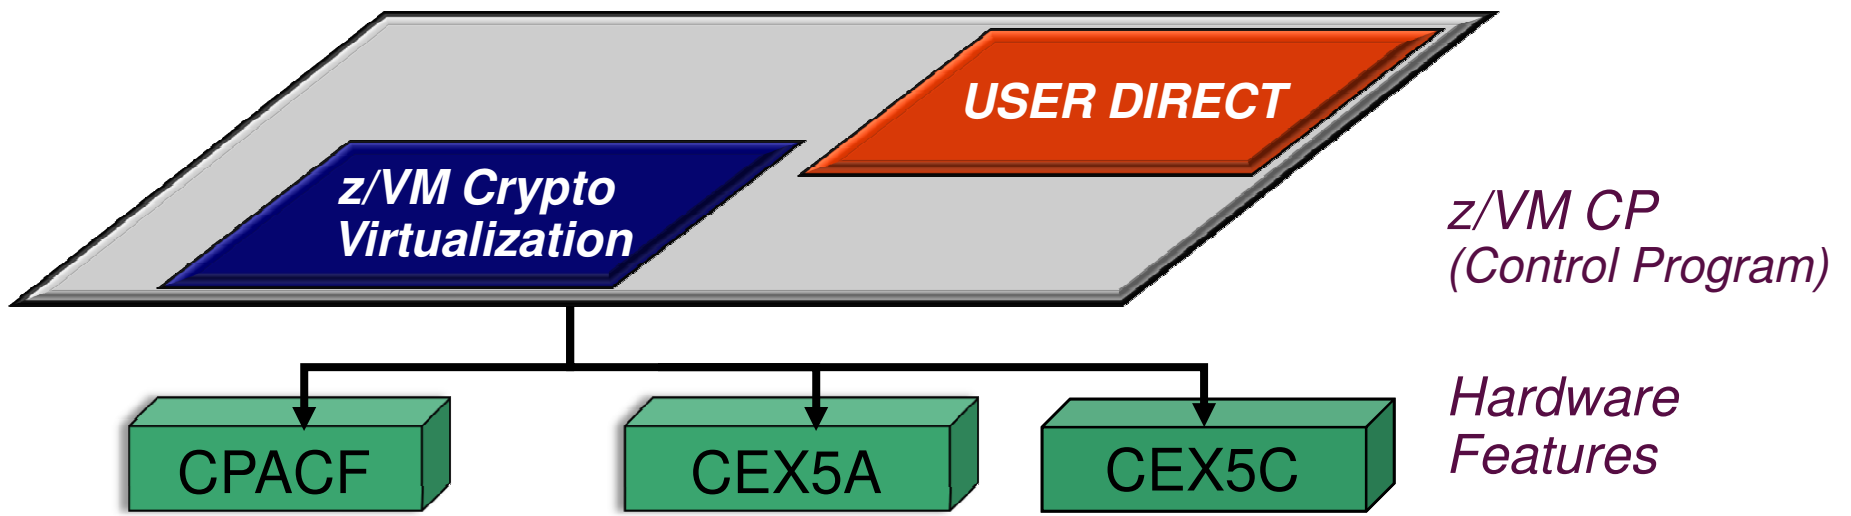 USER DIRECT
z/VM Crypto
Virtualization
z/VM CP
(Control Program)
Hardware
Features
CPACF
CEX5A
CEX5C